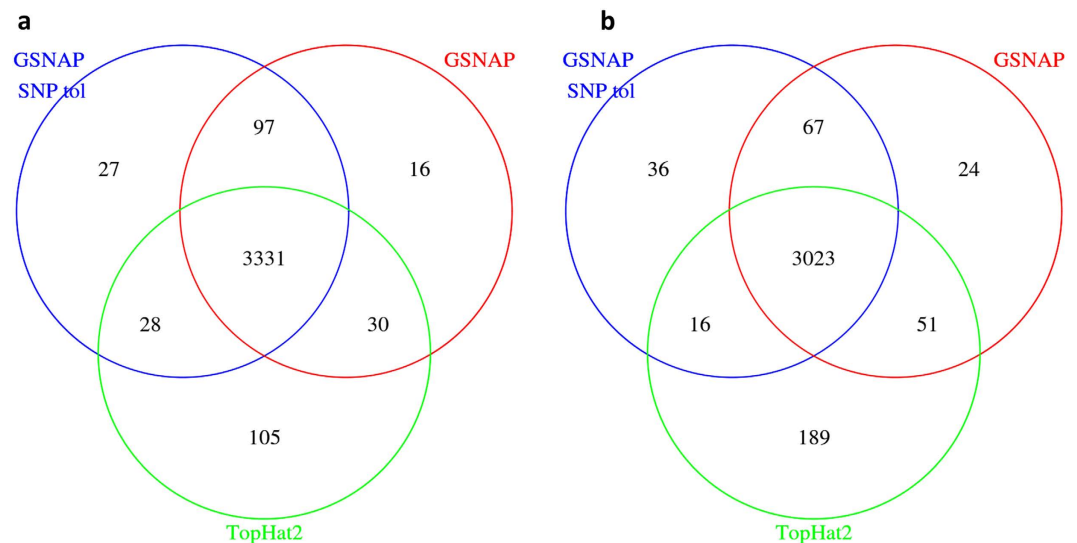 a
GSNAP
SNP tol
GSNAP
97
27
16
3331
28
30
105
TopHat2
b
GSNAP
SNP tol
GSNAP
67
36
24
3023
16
51
189
TopHat2